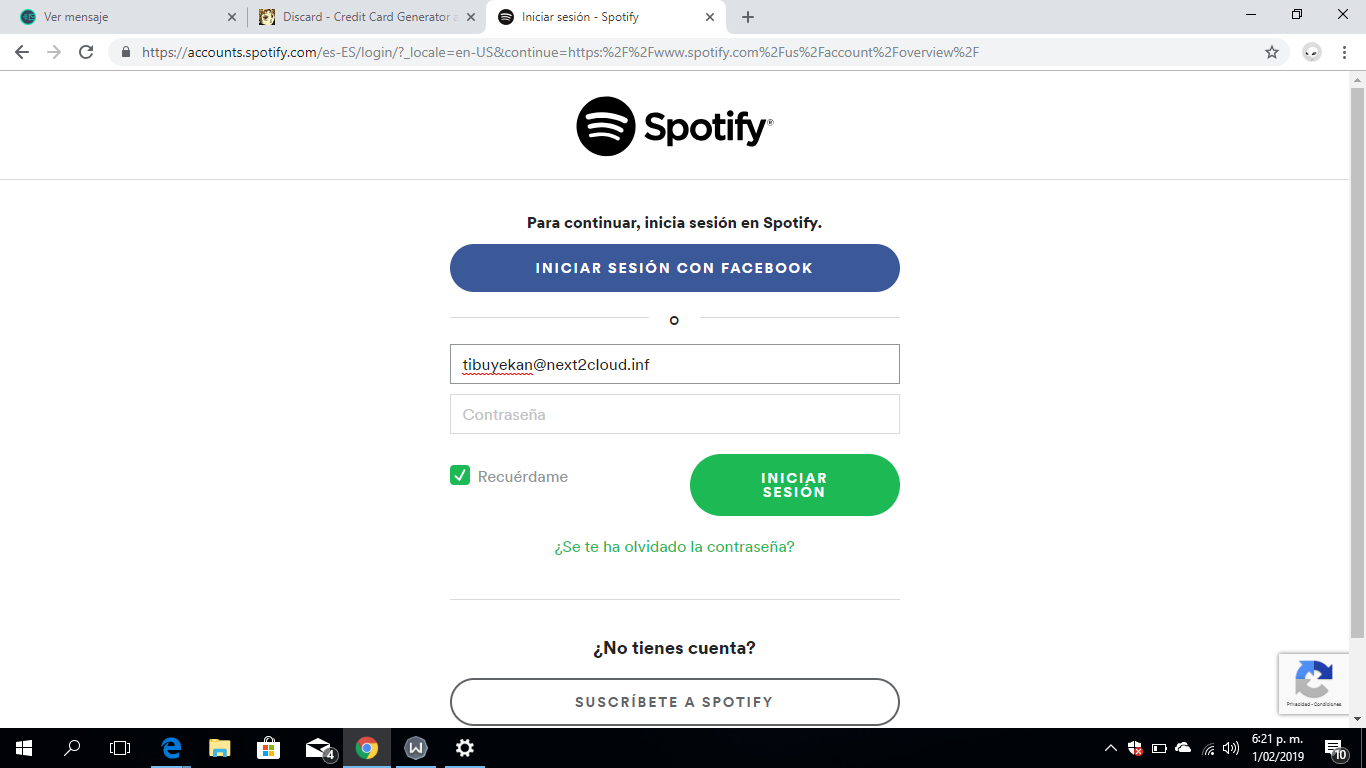 Ver mensaje
Discard - Credit Card Generator a
Iniciar sesión - Spotify
https://accounts.spotify.com/es-ES/login/?_locale=en-US&continue=https:%2F%2Fwww.spotify.com%2Fus%2Faccount%2Foverview%2F
Spotify®
Para continuar, inicia sesión en Spotify.
INICIAR SESIÓN CON FACEBOOK
O
tibuyekan@next2cloud.inf
Contraseña
Recuérdame
INICIAR
SESIÓN
¿Se te ha olvidado la contraseña?
¿No tienes cuenta?
SUSCRÍBETE A SPOTIFY
Privacidad - Condiciones
4
W
6:21 p. m.
1/02/2019
10